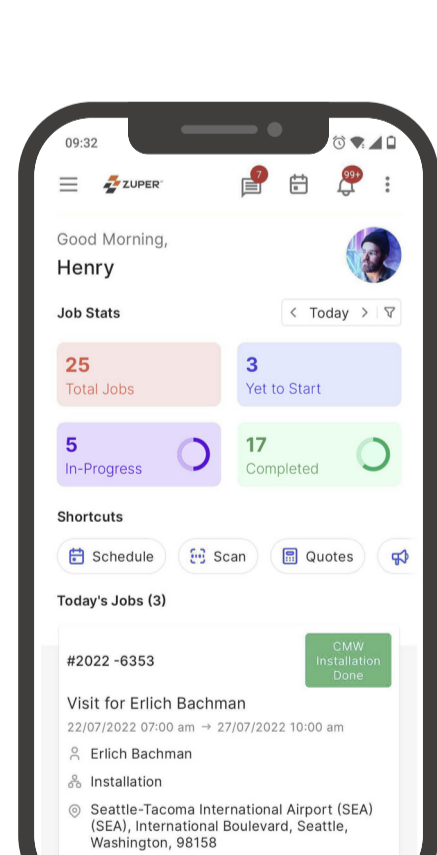 09:32
ZUPER
7
99+
Good Morning,
Henry
Job Stats
Today
25
Total Jobs
3
Yet to Start
5
In-Progress
17
Completed
Shortcuts
Schedule
Scan
Quotes
Today's Jobs (3)
#2022 -6353
CMW
Installation
Done
Visit for Erlich Bachman
22/07/2022 07:00 am → 27/07/2022 10:00 am
Erlich Bachman
Installation
Seattle-Tacoma International Airport (SEA)
(SEA), International Boulevard, Seattle,
Washington, 98158